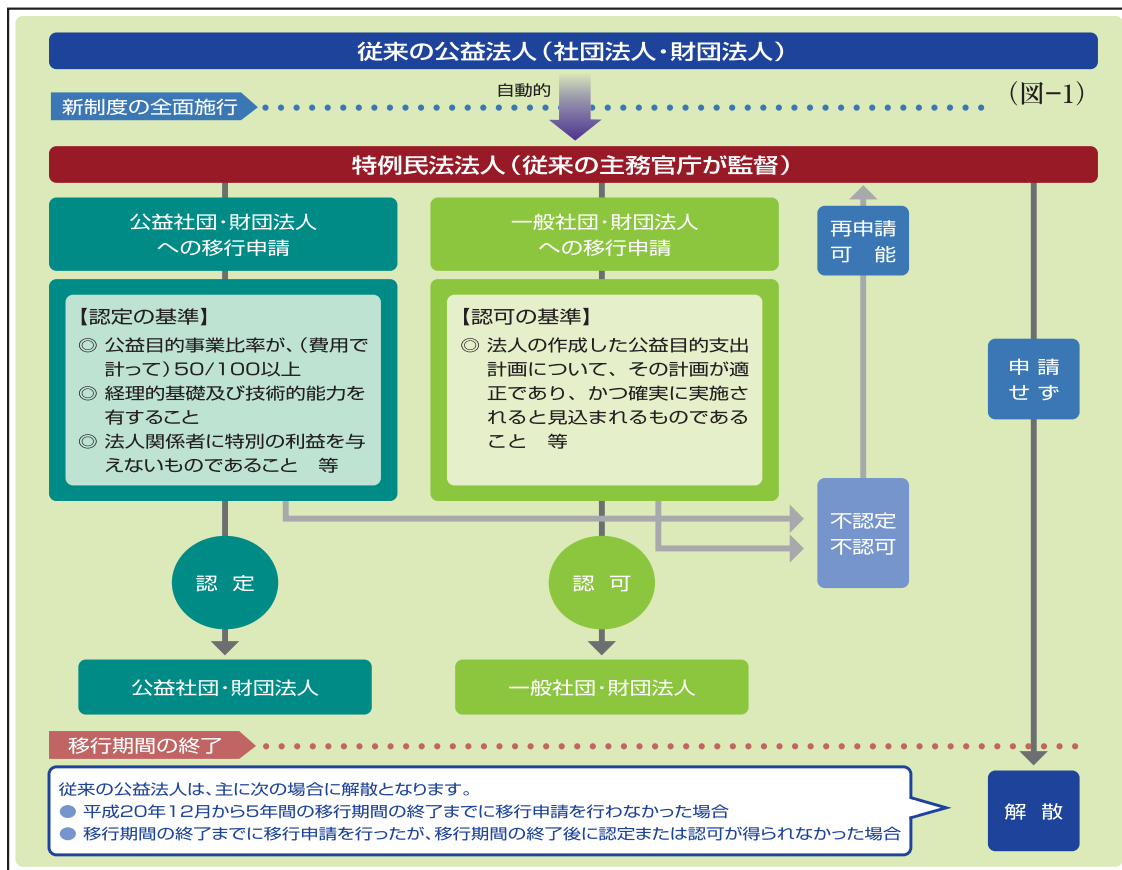 従来の公益法人（社団法人・財団法人）
自動的
新制度の全面施行
（図−1）
特例民法法人（従来の主務官庁が監督）
公益社団・財団法人
への移行申請
【認定の基準】
◎ 公益目的事業比率が、（費用で
計って）50/100以上
◎ 経理的基礎及び技術的能力を
有すること
◎ 法人関係者に特別の利益を与
えないものであること　等
一般社団・財団法人
への移行申請
【認可の基準】
◎ 法人の作成した公益目的支出
計画について、その計画が適
正であり、かつ確実に実施さ
れると見込まれるものである
こと　等
再申請
可　能
申 請
せ ず
不認定
不認可
認 定
認 可
公益社団・財団法人
一般社団・財団法人
移行期間の終了
従来の公益法人は、主に次の場合に解散となります。
● 平成20年12月から5年間の移行期間の終了までに移行申請を行わなかった場合
● 移行期間の終了までに移行申請を行ったが、移行期間の終了後に認定または認可が得られなかった場合
解 散